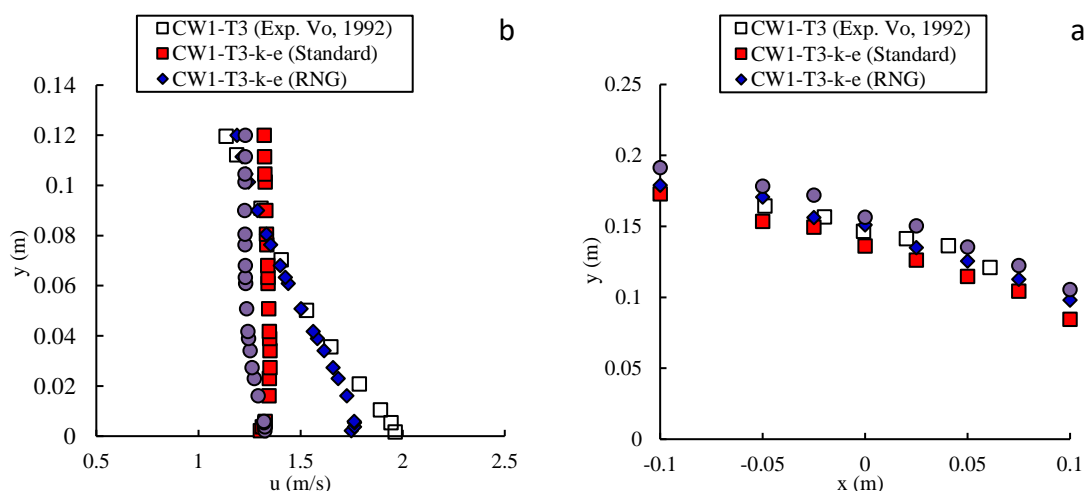 CW1-T3 (Exp. Vo, 1992)
CW1-T3-k-e (Standard)
CW1-T3-k-e (RNG)
b
0.14
0.12
0.1
0.08
0.06
0.04
0.02
0
y (m)
0.5
1
1.5
2
2.5
u (m/s)
CW1-T3 (Exp. Vo, 1992)
CW1-T3-k-e (Standard)
CW1-T3-k-e (RNG)
a
0.25
0.2
0.15
0.1
0.05
0
y (m)
-0.1
-0.05
0
0.05
0.1
x (m)